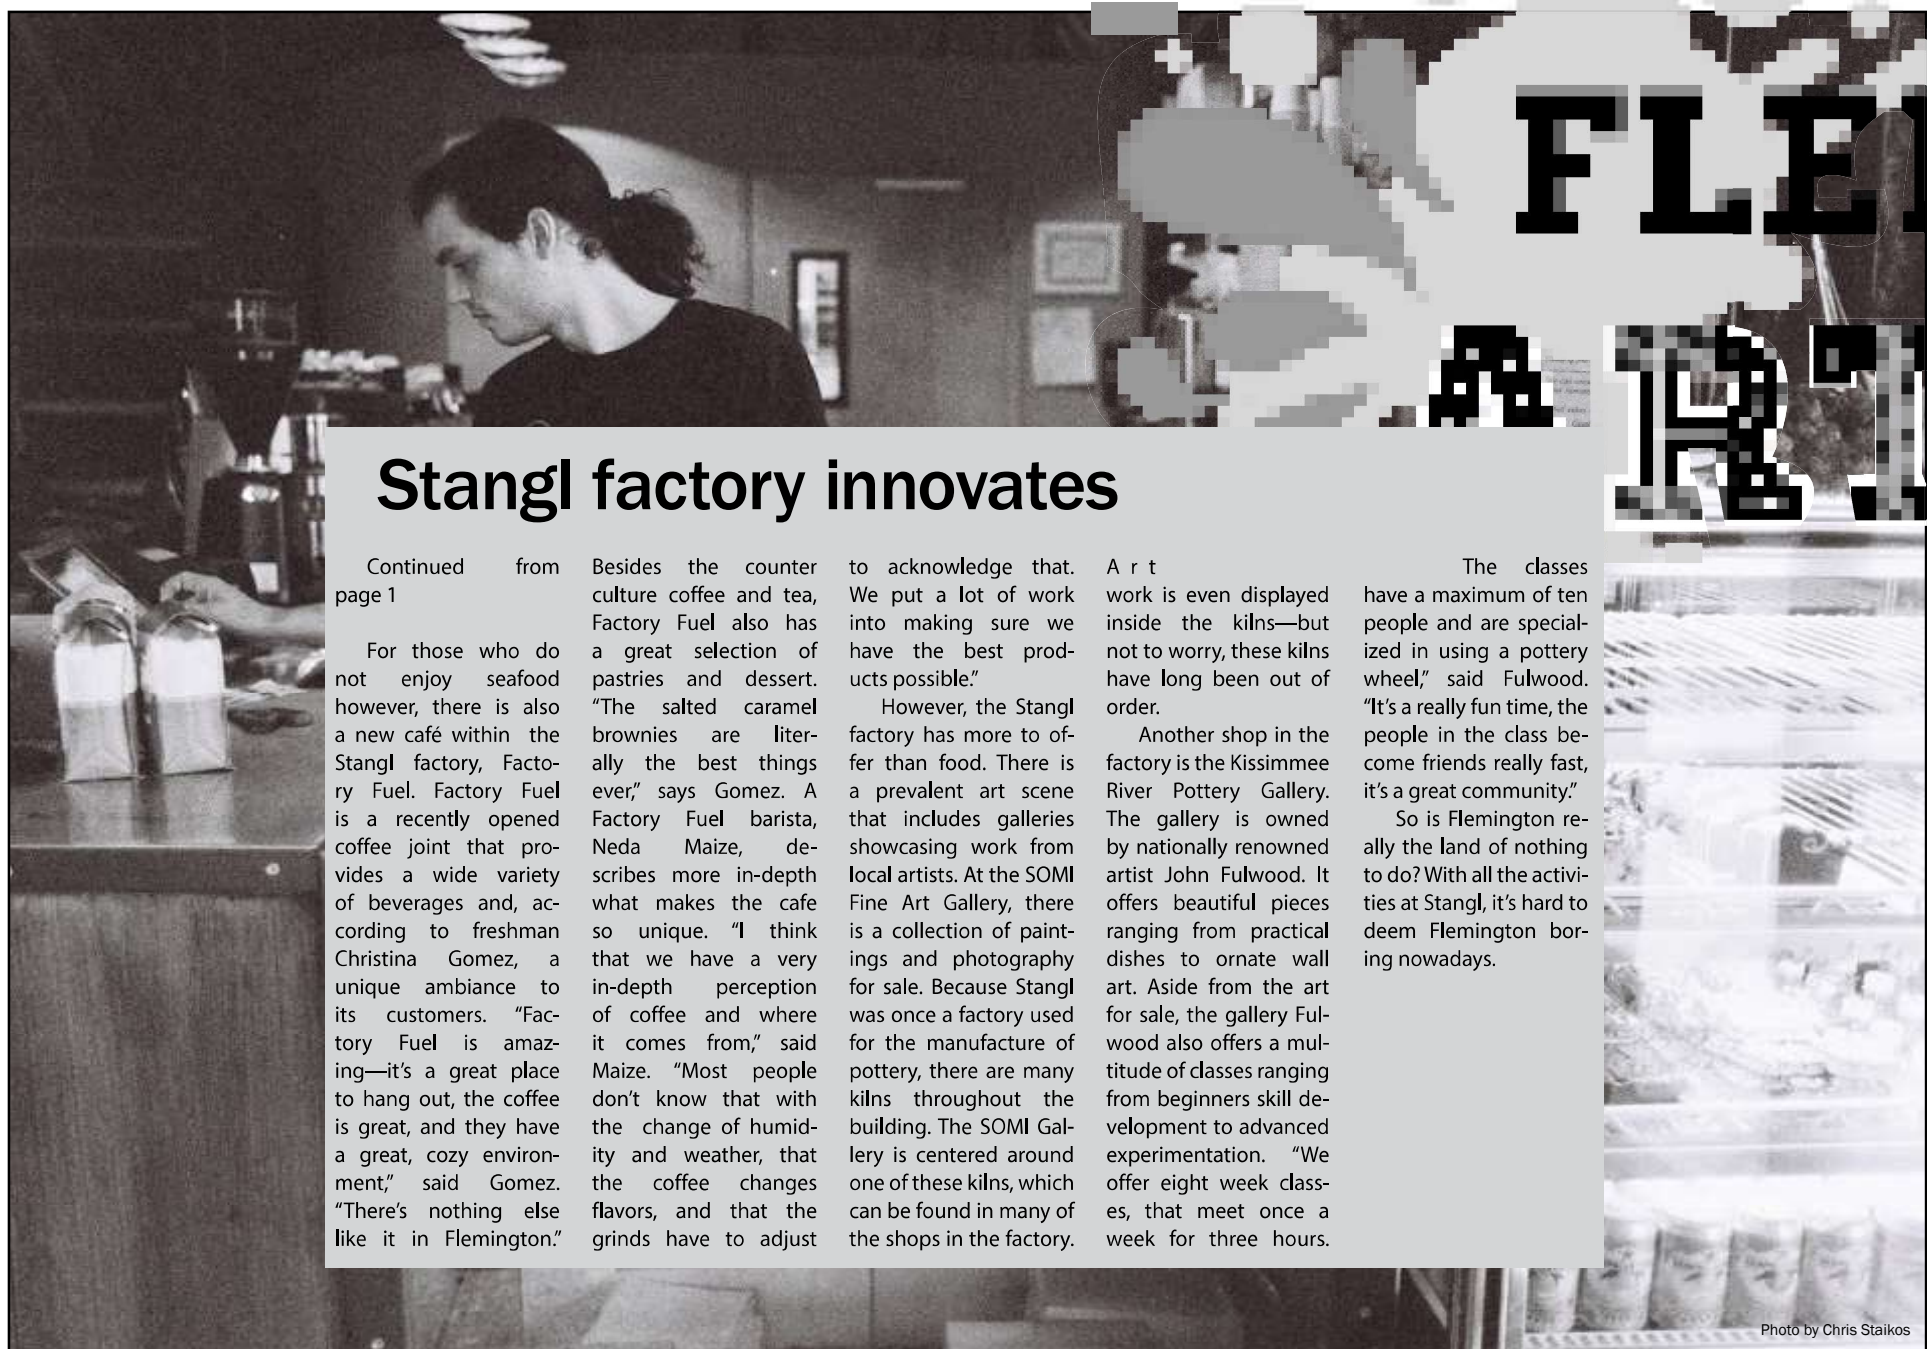 FLE
ART
Stangl factory innovates
Continued from
page 1
For those who do
not enjoy seafood
however, there is also
a new café within the
Stangl factory, Facto-
ry Fuel. Factory Fuel
is a recently opened
coffee joint that pro-
vides a wide variety
of beverages and, ac-
cording to freshman
Christina Gomez, a
unique ambiance to
its customers. “Fac-
tory Fuel is amaz-
ing—it’s a great place
to hang out, the coffee
is great, and they have
a great, cozy environ-
ment,” said Gomez.
“There’s nothing else
like it in Flemington.”
Besides the counter
culture coffee and tea,
Factory Fuel also has
a great selection of
pastries and dessert.
“The salted caramel
brownies are liter-
ally the best things
ever,” says Gomez. A
Factory Fuel barista,
Neda Maize, de-
scribes more in-depth
what makes the cafe
so unique. “I think
that we have a very
in-depth perception
of coffee and where
it comes from,” said
Maize. “Most people
don’t know that with
the change of humid-
ity and weather, that
the coffee changes
flavors, and that the
grinds have to adjust
to acknowledge that.
We put a lot of work
into making sure we
have the best prod-
ucts possible.”
However, the Stangl
factory has more to of-
fer than food. There is
a prevalent art scene
that includes galleries
showcasing work from
local artists. At the SOMI
Fine Art Gallery, there
is a collection of paint-
ings and photography
for sale. Because Stangl
was once a factory used
for the manufacture of
pottery, there are many
kilns throughout the
building. The SOMI Gal-
lery is centered around
one of these kilns, which
can be found in many of
the shops in the factory.
A r t
work is even displayed
inside the kilns—but
not to worry, these kilns
have long been out of
order.
Another shop in the
factory is the Kissimmee
River Pottery Gallery.
The gallery is owned
by nationally renowned
artist John Fulwood. It
offers beautiful pieces
ranging from practical
dishes to ornate wall
art. Aside from the art
for sale, the gallery Ful-
wood also offers a mul-
titude of classes ranging
from beginners skill de-
velopment to advanced
experimentation. “We
offer eight week class-
es, that meet once a
week for three hours.
The classes
have a maximum of ten
people and are special-
ized in using a pottery
wheel,” said Fulwood.
“It’s a really fun time, the
people in the class be-
come friends really fast,
it’s a great community.”
So is Flemington re-
ally the land of nothing
to do? With all the activi-
ties at Stangl, it’s hard to
deem Flemington bor-
ing nowadays.
Photo by Chris Staikos